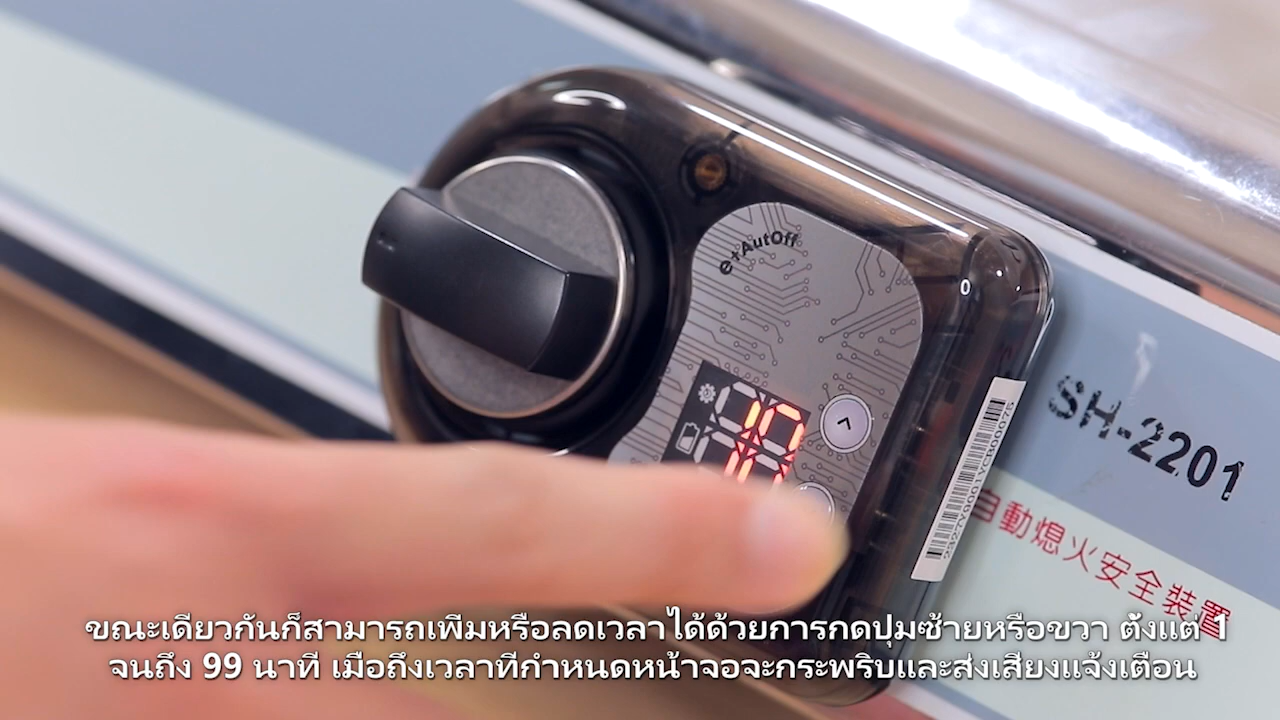 e+AutOff
0
SH-2201
自動熄火安全裝置
ขณะเดียวกันก็สามารถเพิ่มหรือลดเวลาได้ด้วยการกดปุ่มซ้ายหรือขวา ตั้งแต่ 1
จนถึง 99 นาที เมื่อถึงเวลาที่กำหนดหน้าจอจะกระพริบและส่งเสียงแจ้งเตือน